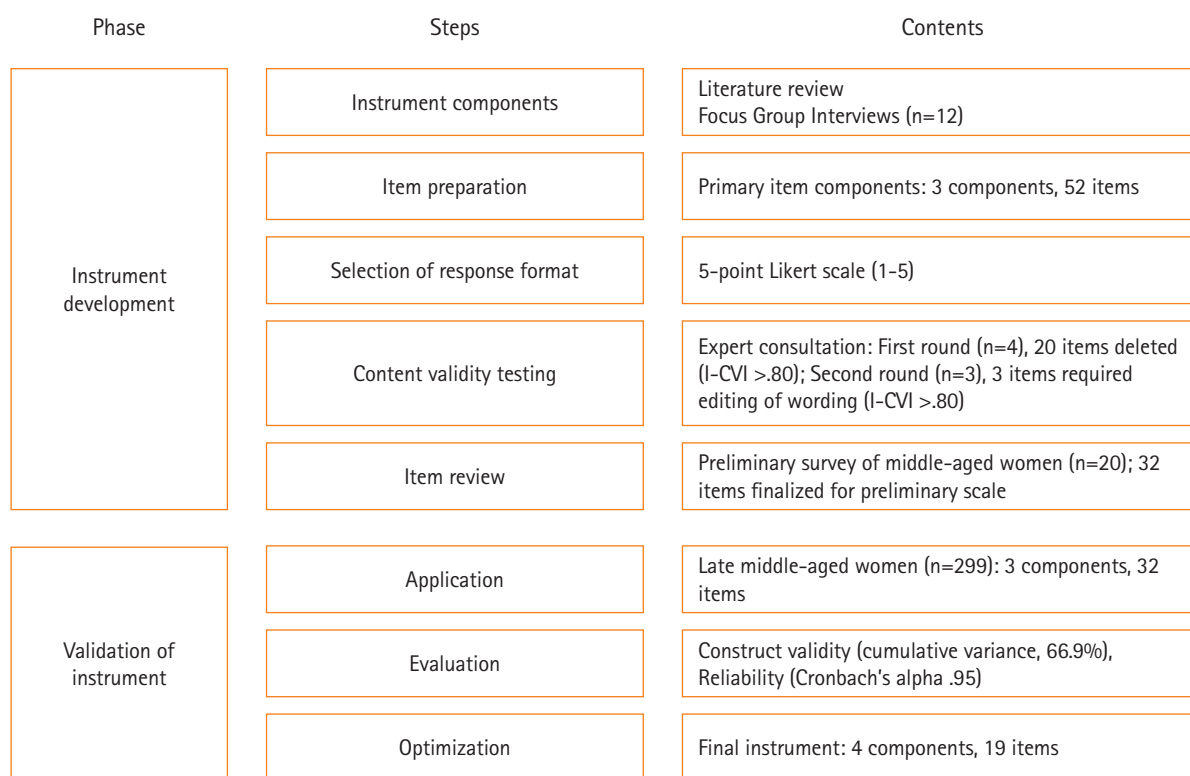 Phase
Steps
Contents
Instrument
development
Instrument components
Literature review
Focus Group Interviews (n=12)
Item preparation
Primary item components: 3 components, 52 items
Selection of response format
5-point Likert scale (1-5)
Content validity testing
Expert consultation: First round (n=4), 20 items deleted
(I-CVI >.80); Second round (n=3), 3 items required
editing of wording (I-CVI >.80)
Item review
Preliminary survey of middle-aged women (n=20); 32
items finalized for preliminary scale
Validation of
instrument
Application
Late middle-aged women (n=299): 3 components, 32
items
Evaluation
Construct validity (cumulative variance, 66.9%),
Reliability (Cronbach's alpha .95)
Optimization
Final instrument: 4 components, 19 items